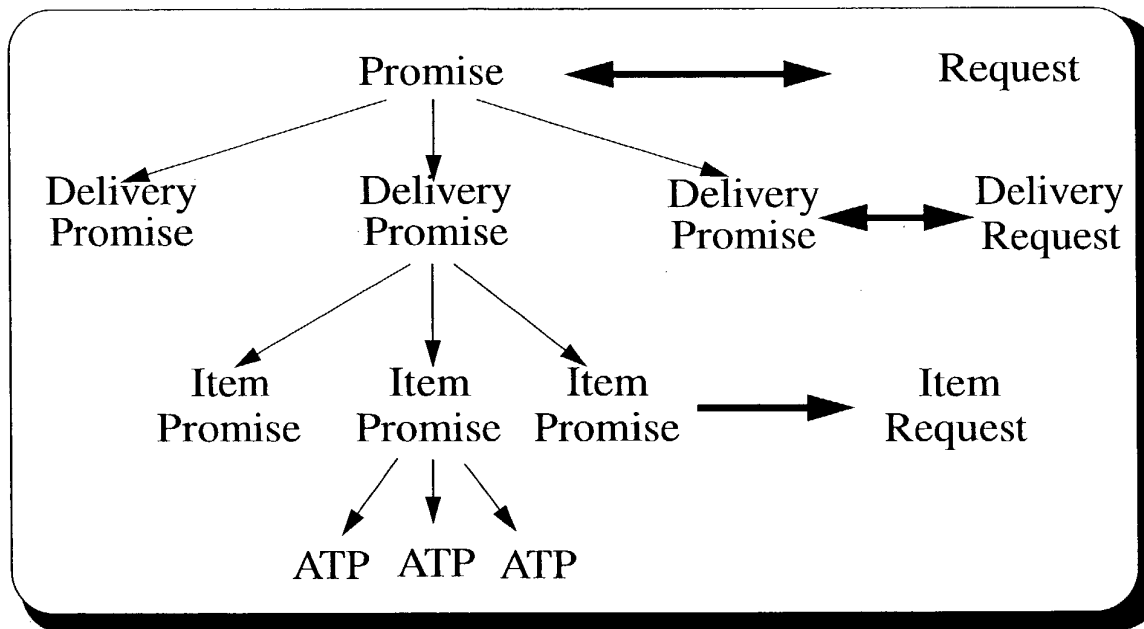 Promise
Request
Delivery
Promise
Delivery
Promise
Delivery
Promise
Delivery
Request
Item
Promise
Item
Promise
Item
Promise
Item
Request
ATP
ATP
ATP